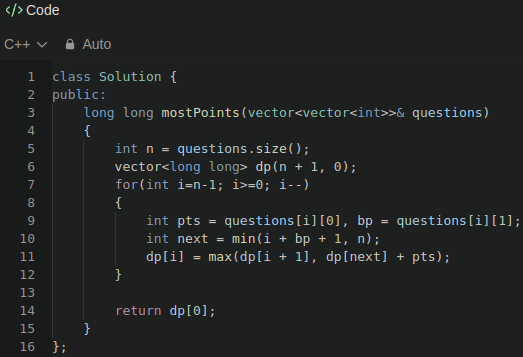 </> Code
C++ Auto
1 class Solution {
2 public:
3     long long mostPoints(vector<vector<int>>& questions)
4     {
5         int n = questions.size();
6         vector<long long> dp(n + 1, 0);
7         for(int i=n-1; i>=0; i--)
8         {
9             int pts = questions[i][0], bp = questions[i][1];
10             int next = min(i + bp + 1, n);
11             dp[i] = max(dp[i + 1], dp[next] + pts);
12         }
13
14         return dp[0];
15     }
16 };